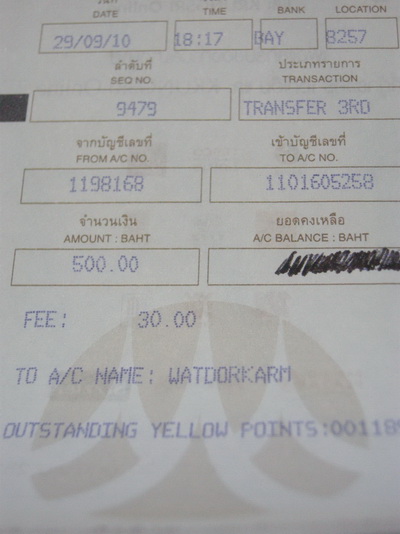 DATE TIME BANK LOCATION
29/09/10 18:17 BAY 8257
ลำดับที่ ประเภทรายการ
SEQ NO. TRANSACTION
9479 TRANSFER 3RD
จากบัญชีเลขที่ เข้าบัญชีเลขที่
FROM A/C NO. TO A/C NO.
1198168 1101605258
จำนวนเงิน ยอดคงเหลือ
AMOUNT : BAHT A/C BALANCE : BAHT
500.00
FEE: 30.00
TO A/C NAME: WATDORKARM
OUTSTANDING YELLOW POINTS:001189